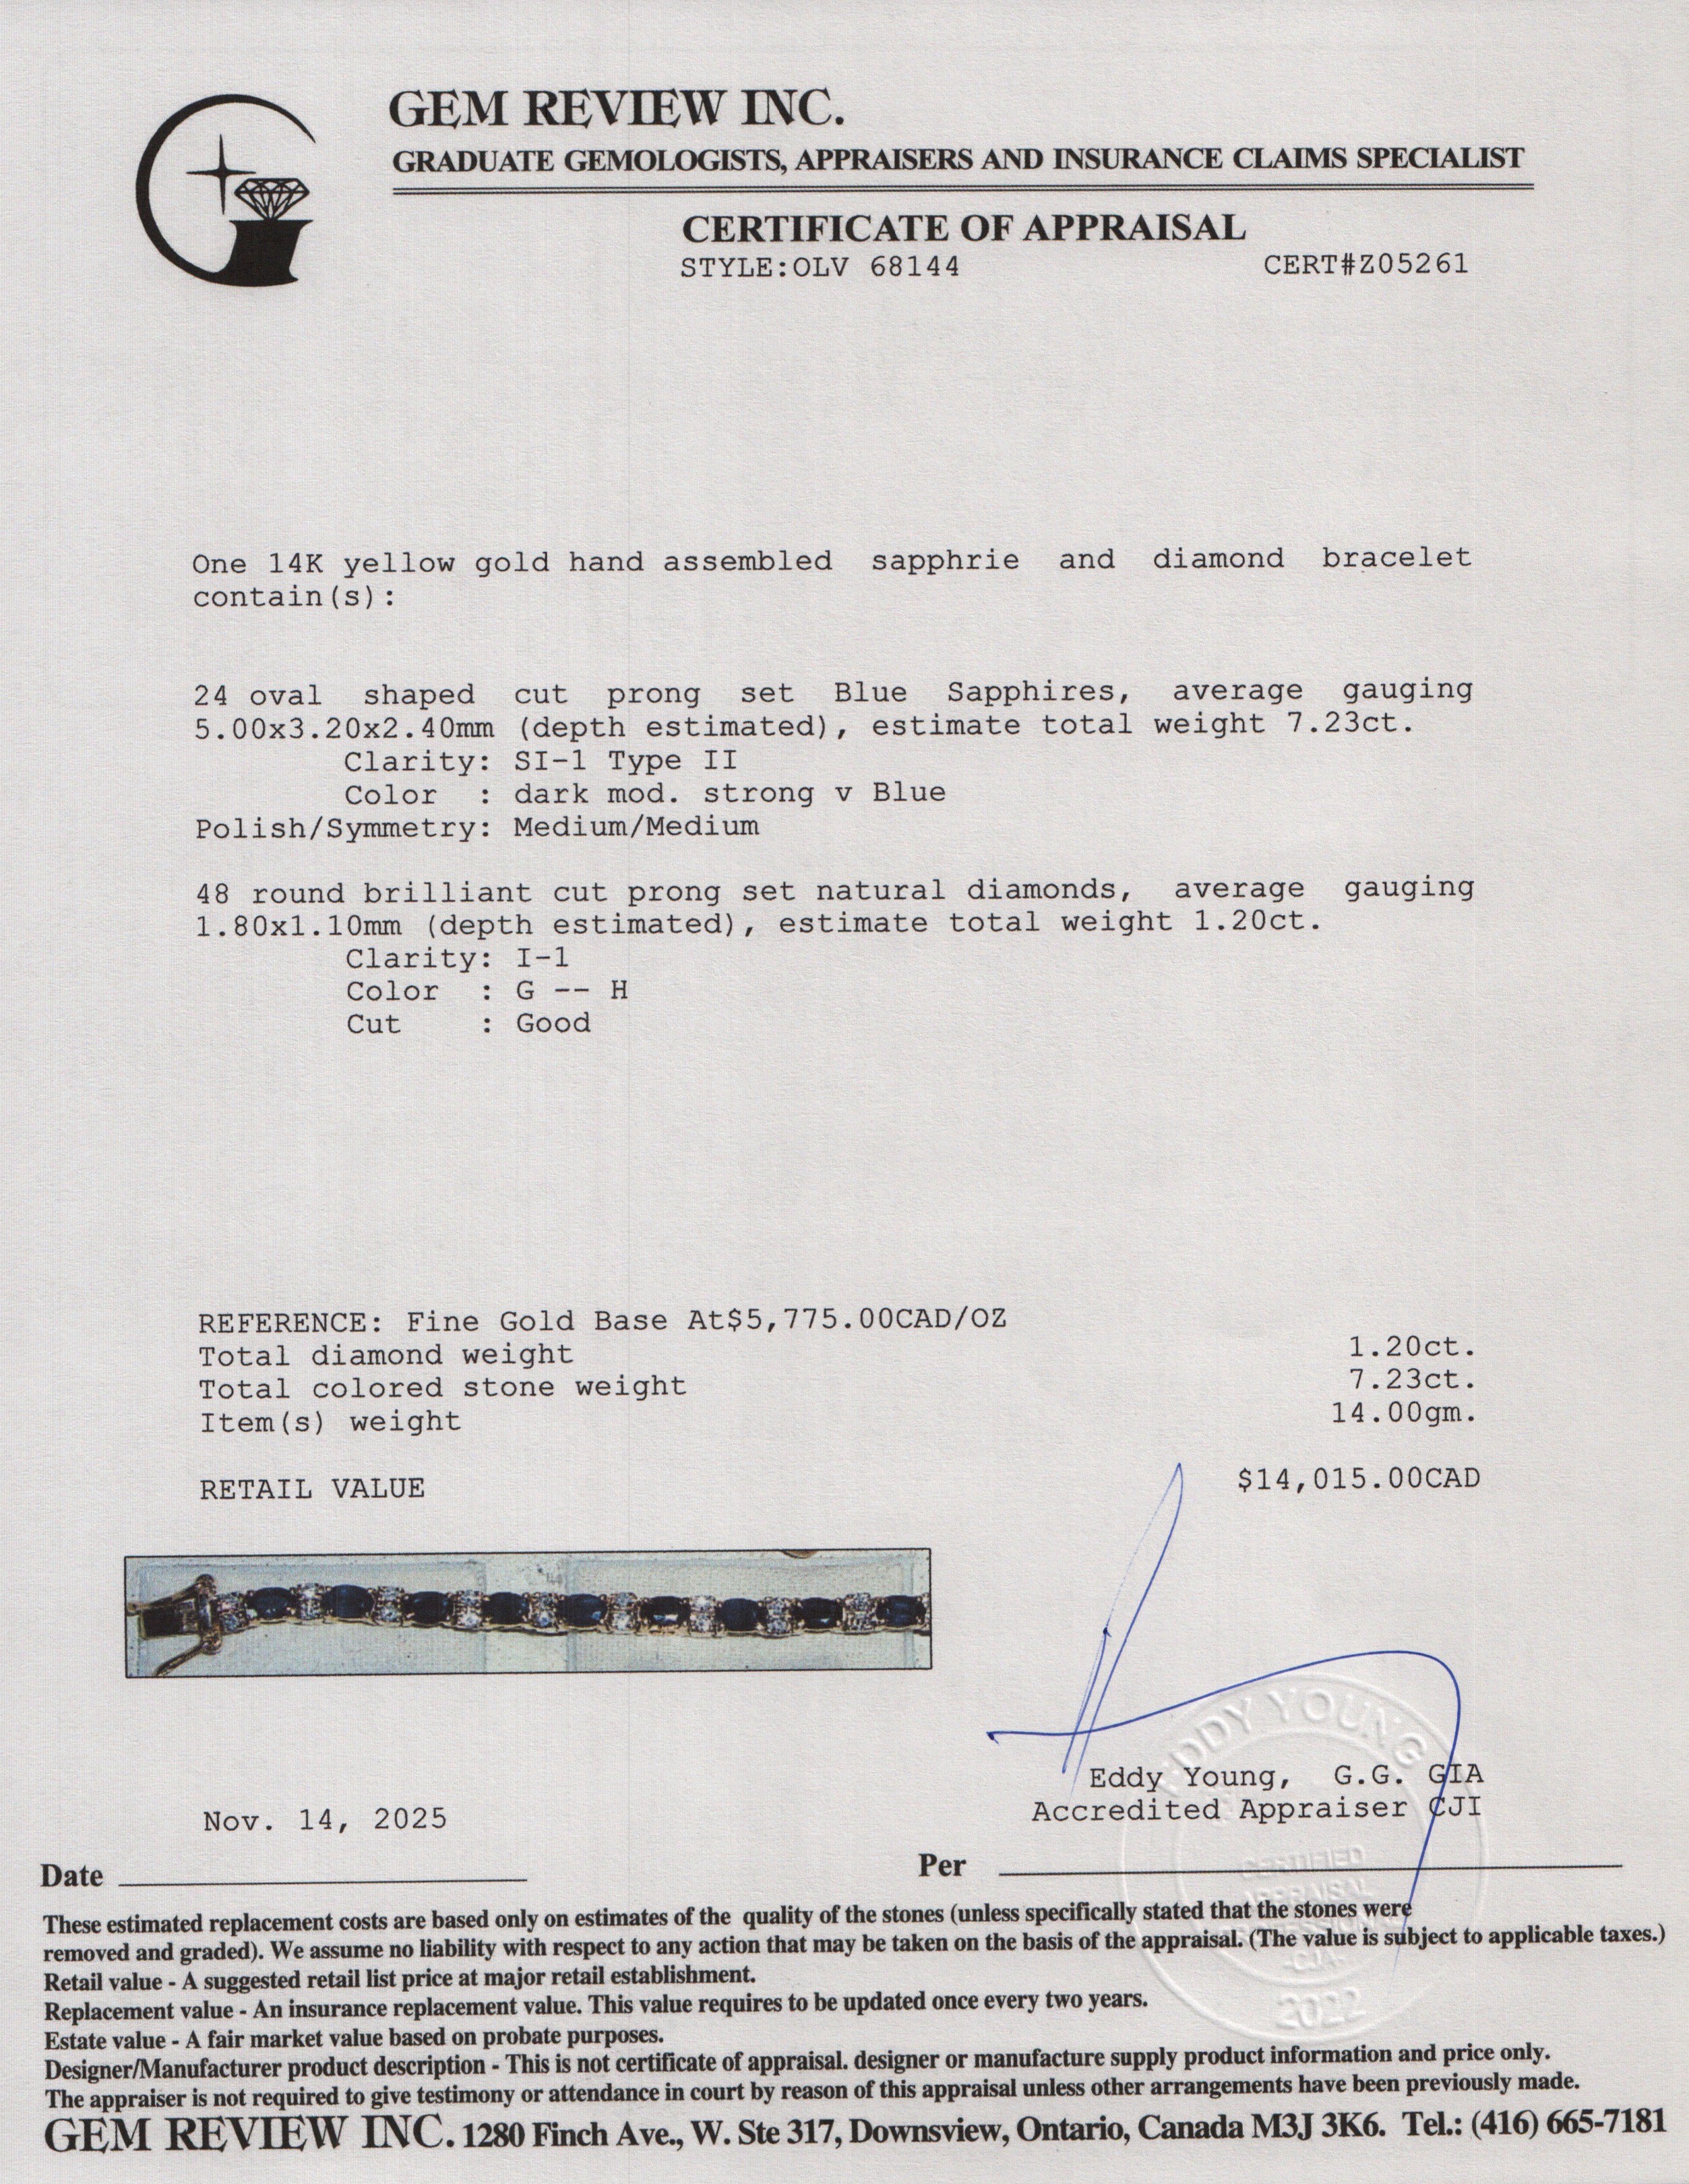 GEM REVIEW INC.
GRADUATE GEMOLOGISTS, APPRAISERS AND INSURANCE CLAIMS SPECIALIST
CERTIFICATE OF APPRAISAL
STYLE:OLV 68144 CERT#Z05261
One 14K yellow gold hand assembled sapphrie and diamond bracelet
contain(s):
24 oval shaped cut prong set Blue Sapphires, average gauging
5.00x3.20x2.40mm (depth estimated), estimate total weight 7.23ct.
Clarity: SI-1 Type II
Color : dark mod. strong v Blue
Polish/Symmetry: Medium/Medium
48 round brilliant cut prong set natural diamonds, average gauging
1.80x1.10mm (depth estimated), estimate total weight 1.20ct.
Clarity: I-1
Color : G -- H
Cut : Good
REFERENCE: Fine Gold Base At$5,775.00CAD/OZ
Total diamond weight 1.20ct.
Total colored stone weight 7.23ct.
Item(s) weight 14.00gm.
RETAIL VALUE $14,015.00CAD
EDDY YOUNG
Eddy Young, G.G. GIA
Accredited Appraiser CJI
Nov. 14, 2025
CERTIFIED
APPRAISAL
Date Per
These estimated replacement costs are based only on estimates of the quality of the stones (unless specifically stated that the stones were
removed and graded). We assume no liability with respect to any action that may be taken on the basis of the appraisal. (The value is subject to applicable taxes.)
-CJA-
Retail value - A suggested retail list price at major retail establishment.
Replacement value - An insurance replacement value. This value requires to be updated once every two years.
2022
Estate value - A fair market value based on probate purposes.
Designer/Manufacturer product description - This is not certificate of appraisal. designer or manufacture supply product information and price only.
The appraiser is not required to give testimony or attendance in court by reason of this appraisal unless other arrangements have been previously made.
GEM REVIEW INC. 1280 Finch Ave., W. Ste 317, Downsview, Ontario, Canada M3J 3K6. Tel.: (416) 665-7181